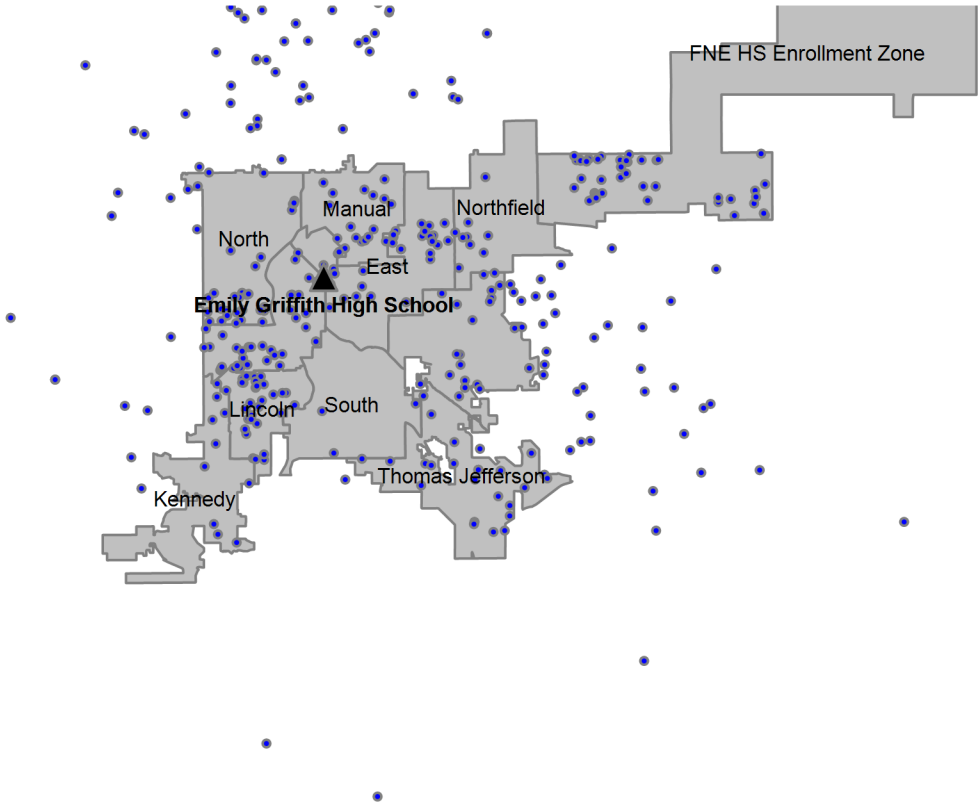 FNE HS Enrollment Zone
Manual
Northfield
North
East
Emily Griffith High School
Lincoln
South
Thomas Jefferson
Kennedy